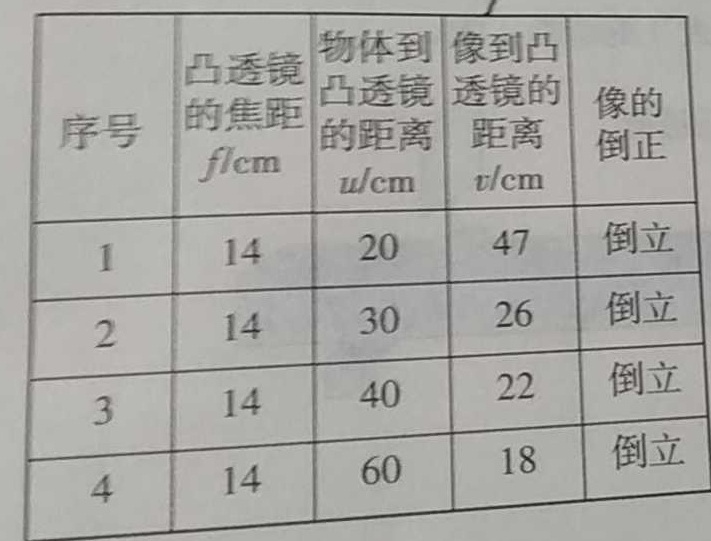 序号 凸透镜的焦距 f/cm 物体到凸透镜的距离 u/cm 像到凸透镜的距离 v/cm 像的倒正
1 14 20 47 倒立
2 14 30 26 倒立
3 14 40 22 倒立
4 14 60 18 倒立